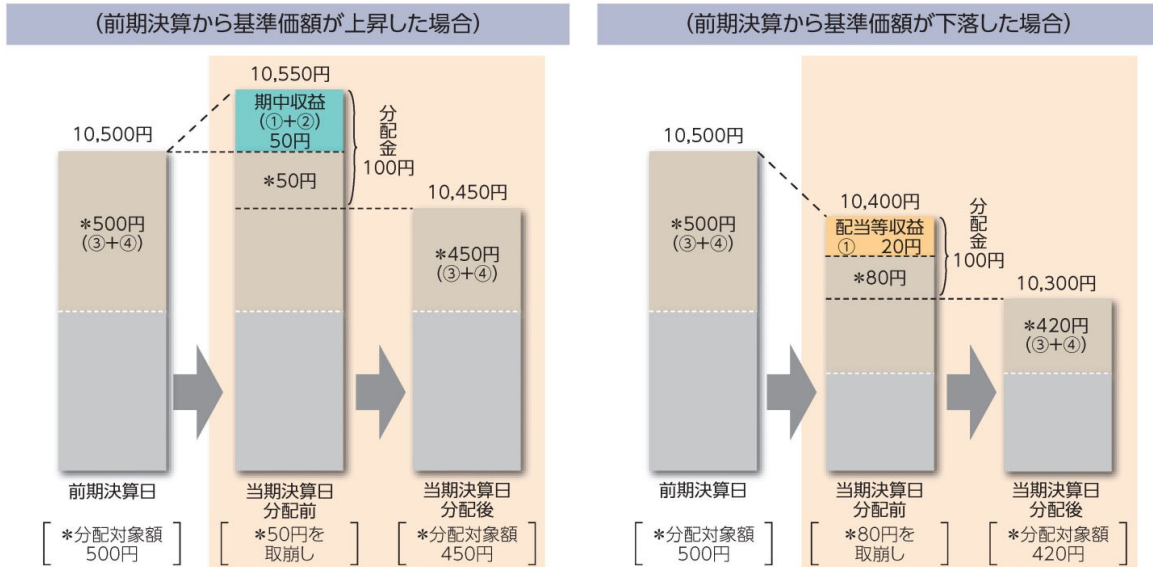 (前期決算から基準価額が上昇した場合)
10,500円
*500円
(③+④)
前期決算日
*分配対象額
500円
10,550円
期中収益
(①+②)
50円
*50円
分配金
100円
当期決算日
分配前
*50円を
取崩し
10,450円
*450円
(③+④)
当期決算日
分配後
*分配対象額
450円
(前期決算から基準価額が下落した場合)
10,500円
*500円
(③+④)
前期決算日
*分配対象額
500円
10,400円
配当等収益
① 20円
*80円
分配金
100円
当期決算日
分配前
*80円を
取崩し
10,300円
*420円
(③+④)
当期決算日
分配後
*分配対象額
420円